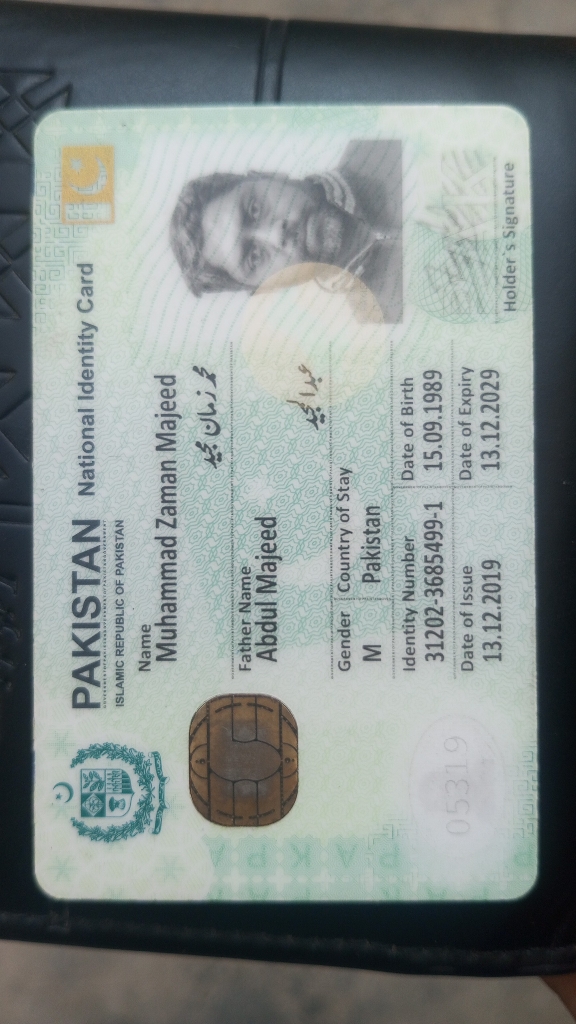 PAKISTAN National Identity Card
ISLAMIC REPUBLIC OF PAKISTAN
Name
Muhammad Zaman Majeed
محمد زمان مجید
Father Name
Abdul Majeed
عبدالمجید
Gender Country of Stay
M Pakistan
Identity Number Date of Birth
31202-3685499-1 15.09.1989
Date of Issue Date of Expiry
13.12.2019 13.12.2029
Holder's Signature
05319